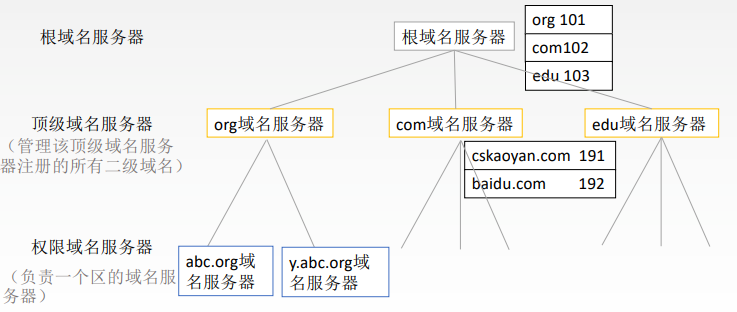 根域名服务器
根域名服务器
org 101
com102
edu 103
顶级域名服务器
（管理该顶级域名服务
器注册的所有二级域名）
org域名服务器
com域名服务器
edu域名服务器
cskaoyan.com 191
baidu.com 192
权限域名服务器
（负责一个区的域名服
务器）
abc.org域
名服务器
y.abc.org域
名服务器